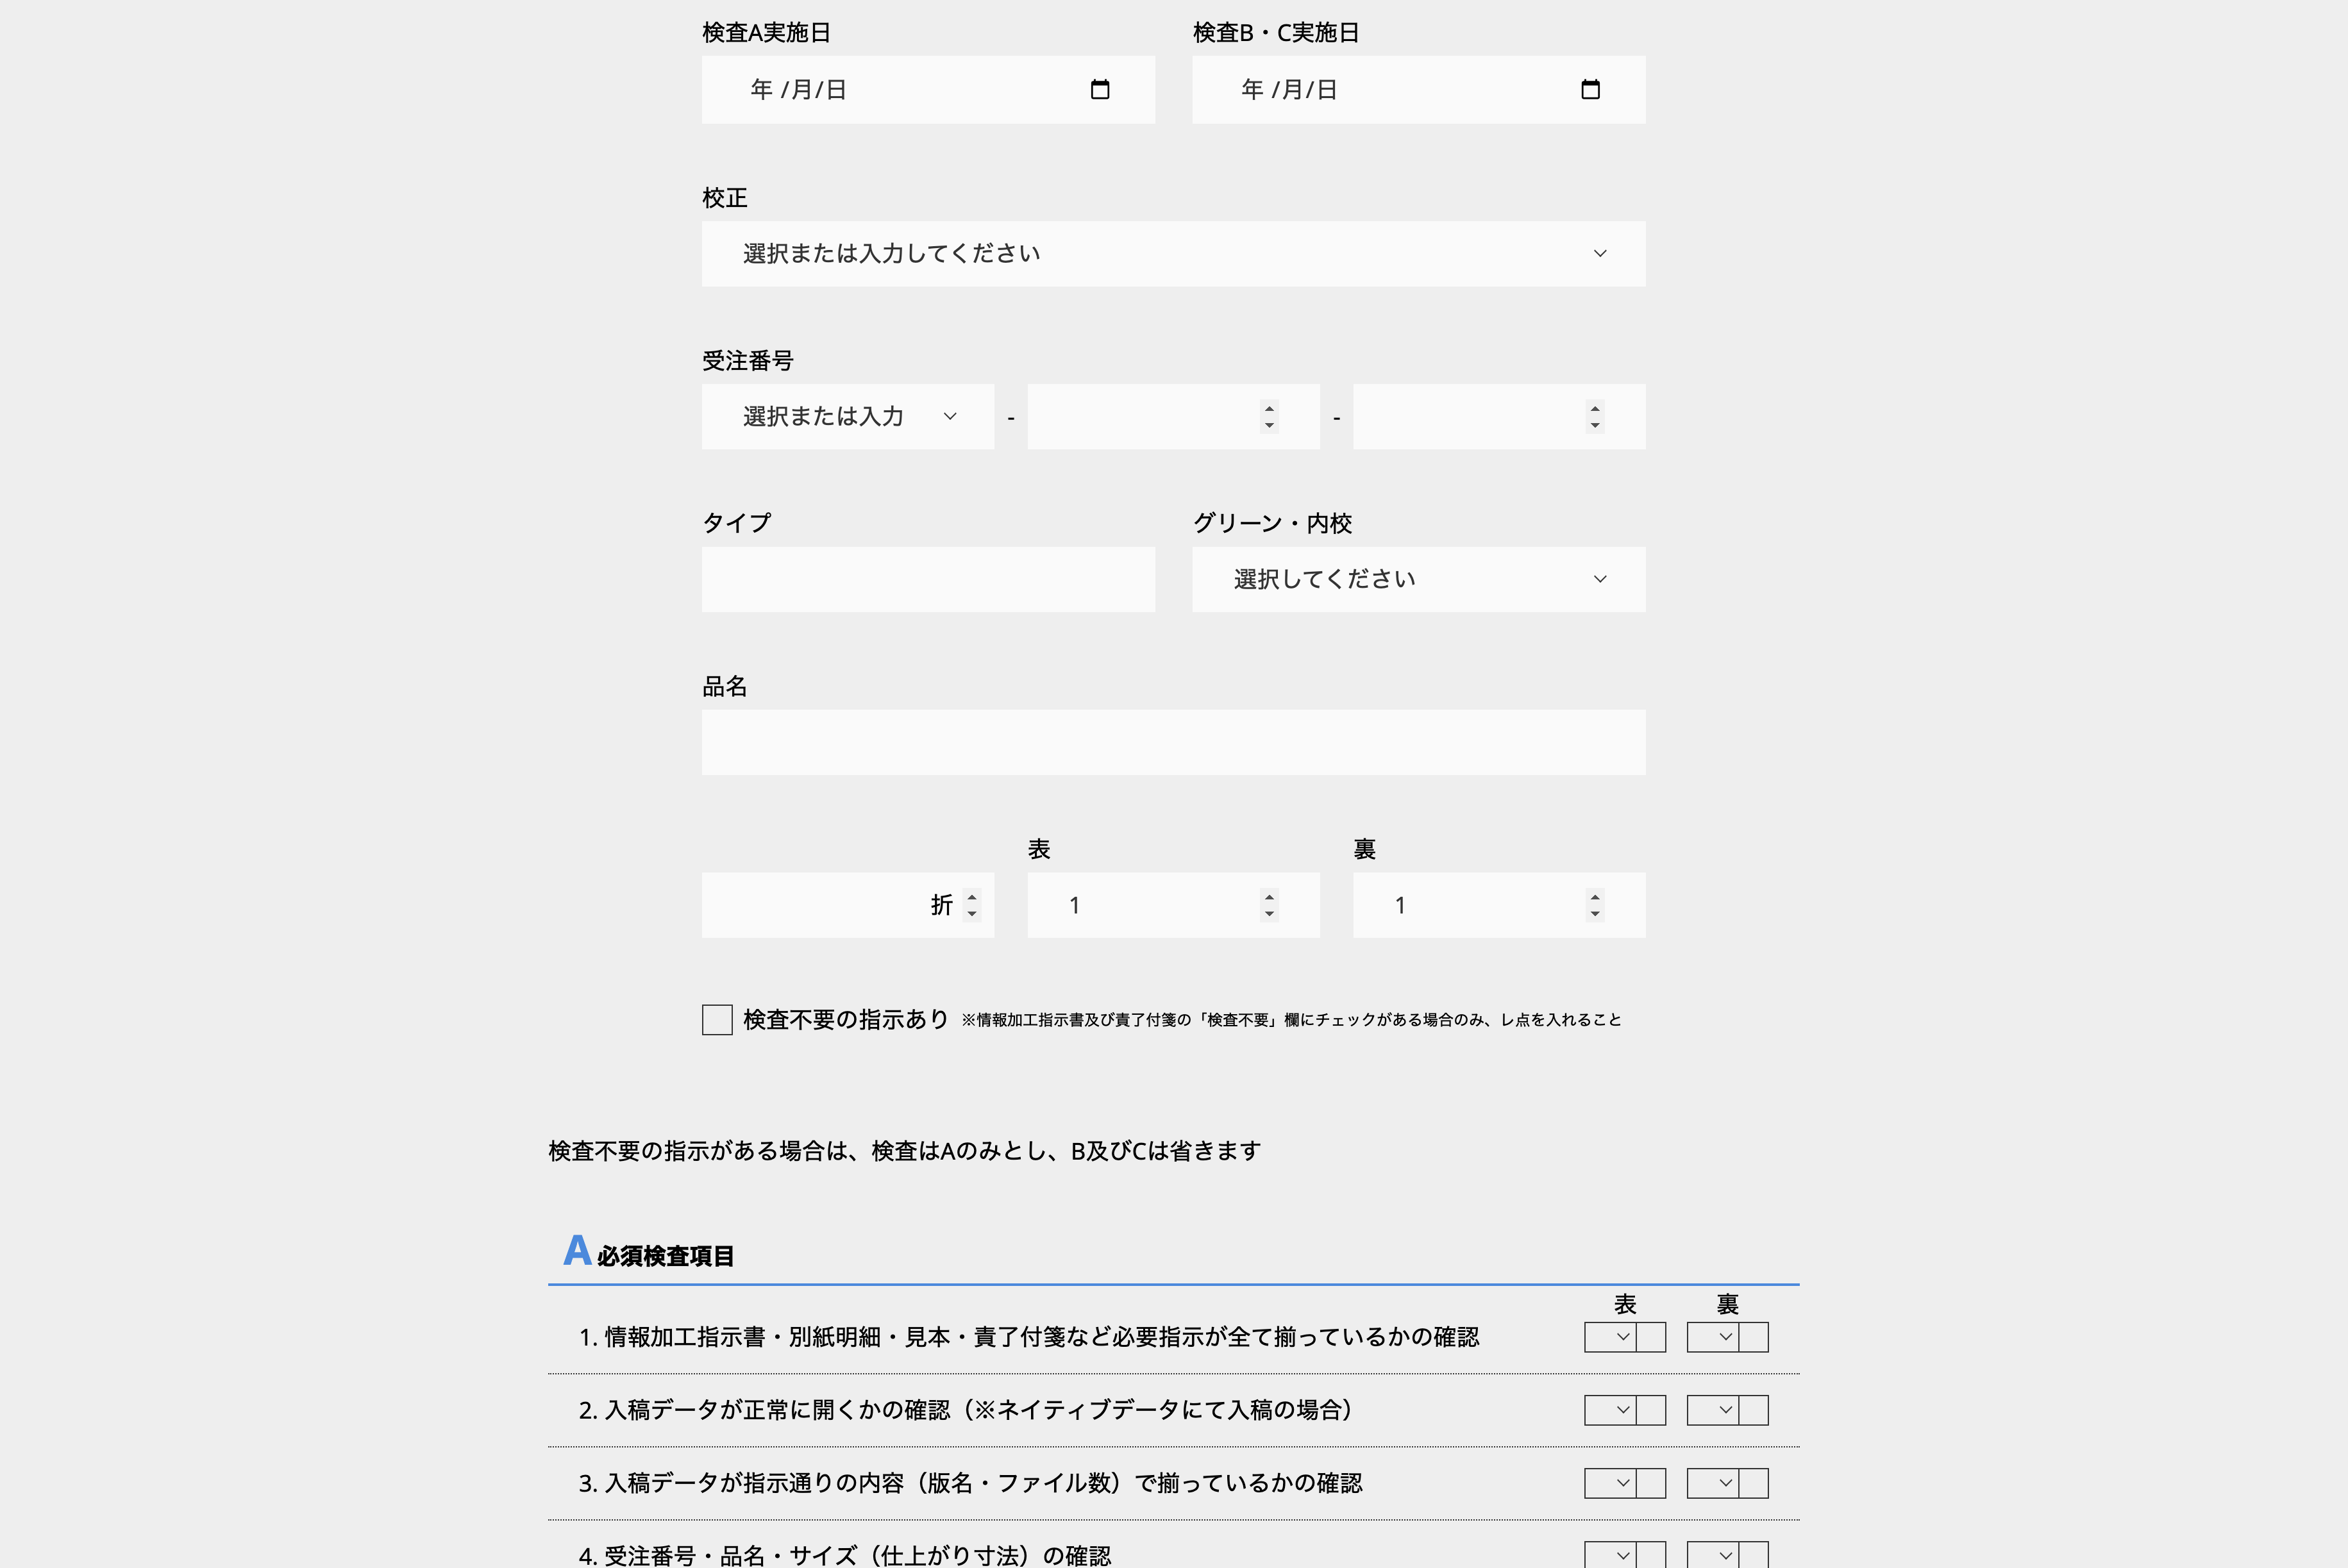 検査A実施日 検査B・C実施日
年 /月/日 年 /月/日
校正
選択または入力してください
受注番号
選択または入力 - -
タイプ グリーン・内校
選択してください
品名
表 裏
折 1 1
検査不要の指示あり ※情報加工指示書及び責了付箋の「検査不要」欄にチェックがある場合のみ、レ点を入れること
検査不要の指示がある場合は、検査はAのみとし、B及びCは省きます
A 必須検査項目
表 裏
1. 情報加工指示書・別紙明細・見本・責了付箋など必要指示が全て揃っているかの確認
2. 入稿データが正常に開くかの確認（※ネイティブデータにて入稿の場合）
3. 入稿データが指示通りの内容（版名・ファイル数）で揃っているかの確認
4. 受注番号・品名・サイズ（仕上がり寸法）の確認